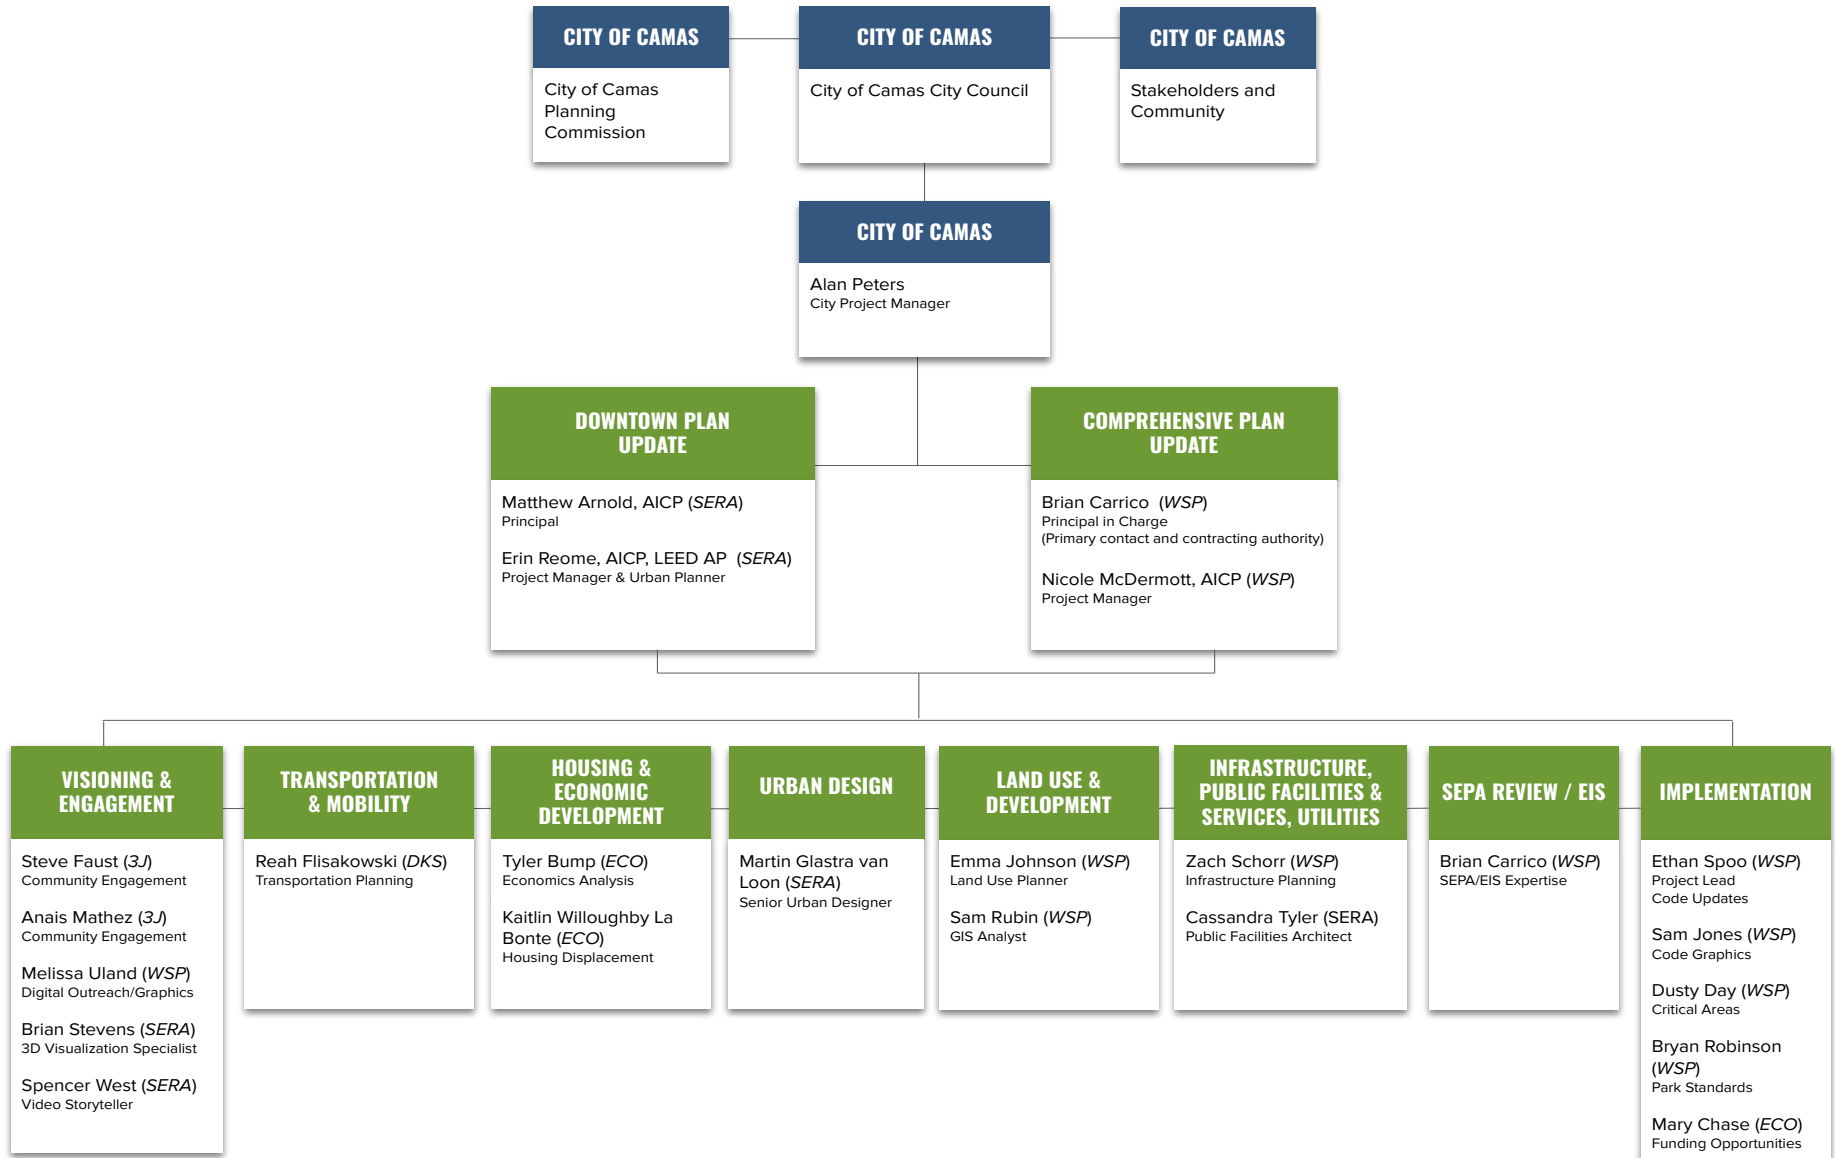 CITY OF CAMAS
City of Camas
Planning
Commission
CITY OF CAMAS
City of Camas City Council
CITY OF CAMAS
Stakeholders and
Community
CITY OF CAMAS
Alan Peters
City Project Manager
DOWNTOWN PLAN
UPDATE
Matthew Arnold, AICP (SERA)
Principal
Erin Reome, AICP, LEED AP (SERA)
Project Manager & Urban Planner
COMPREHENSIVE PLAN
UPDATE
Brian Carrico (WSP)
Principal in Charge
(Primary contact and contracting authority)
Nicole McDermott, AICP (WSP)
Project Manager
VISIONING &
ENGAGEMENT
Steve Faust (3J)
Community Engagement
Anais Mathez (3J)
Community Engagement
Melissa Uland (WSP)
Digital Outreach/Graphics
Brian Stevens (SERA)
3D Visualization Specialist
Spencer West (SERA)
Video Storyteller
TRANSPORTATION
& MOBILITY
Reah Flisakowski (DKS)
Transportation Planning
HOUSING &
ECONOMIC
DEVELOPMENT
Tyler Bump (ECO)
Economics Analysis
Kaitlin Willoughby La
Bonte (ECO)
Housing Displacement
URBAN DESIGN
Martin Glastra van
Loon (SERA)
Senior Urban Designer
LAND USE &
DEVELOPMENT
Emma Johnson (WSP)
Land Use Planner
Sam Rubin (WSP)
GIS Analyst
INFRASTRUCTURE,
PUBLIC FACILITIES &
SERVICES, UTILITIES
Zach Schorr (WSP)
Infrastructure Planning
Cassandra Tyler (SERA)
Public Facilities Architect
SEPA REVIEW / EIS
Brian Carrico (WSP)
SEPA/EIS Expertise
IMPLEMENTATION
Ethan Spoo (WSP)
Project Lead
Code Updates
Sam Jones (WSP)
Code Graphics
Dusty Day (WSP)
Critical Areas
Bryan Robinson
(WSP)
Park Standards
Mary Chase (ECO)
Funding Opportunities